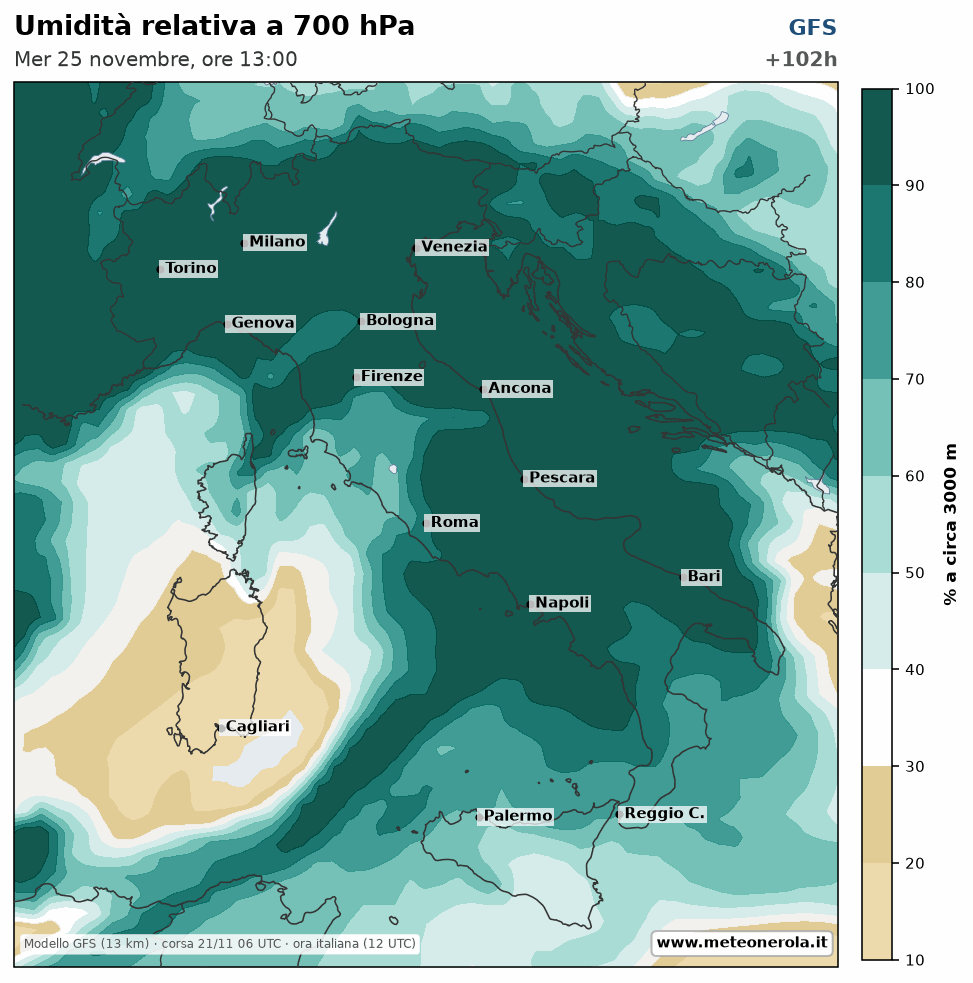 Umidità relativa a 700 hPa
GFS
Mer 25 novembre, ore 13:00
+102h
100
90
80
70
60
50
40
30
20
10
% a circa 3000 m
Milano
Venezia
Torino
Genova
Bologna
Firenze
Ancona
Pescara
Roma
Bari
Napoli
Cagliari
Palermo
Reggio C.
Modello GFS (13 km) · corsa 21/11 06 UTC · ora italiana (12 UTC)
www.meteonerola.it